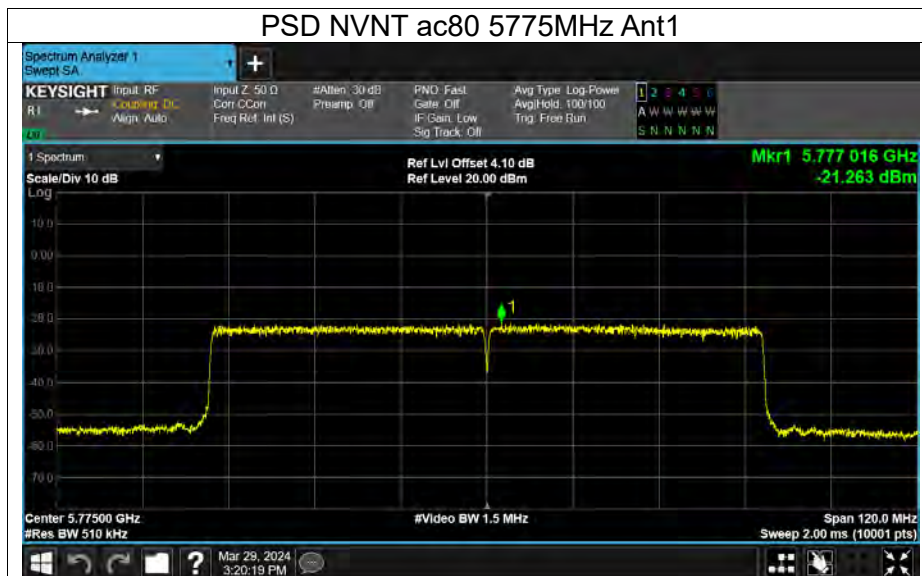 PSD NVNT ac80 5775MHz Ant1
Spectrum Analyzer 1
Swept SA
+
KEYSIGHT Input: RF Input Z: 50 Ω #Atten: 30 dB PNO: Fast Avg Type: Log-Power 1 2 3 4 5 6
Coupling: DC Corr CCorr Preamp: Off Gate: Off Avg|Hold: 100/100 A W W W W W
Align: Auto Freq Ref: Int (S) IF Gain: Low Trig: Free Run S N N N N N
Sig Track: Off
1 Spectrum Ref Lvl Offset 4.10 dB Mkr1 5.777 016 GHz
Scale/Div 10 dB Ref Level 20.00 dBm -21.263 dBm
Log
10.0
0.00
-10.0
-20.0
1
-30.0
-40.0
-50.0
-60.0
-70.0
Center 5.77500 GHz #Video BW 1.5 MHz Span 120.0 MHz
#Res BW 510 kHz Sweep 2.00 ms (10001 pts)
? Mar 29, 2024
3:20:19 PM